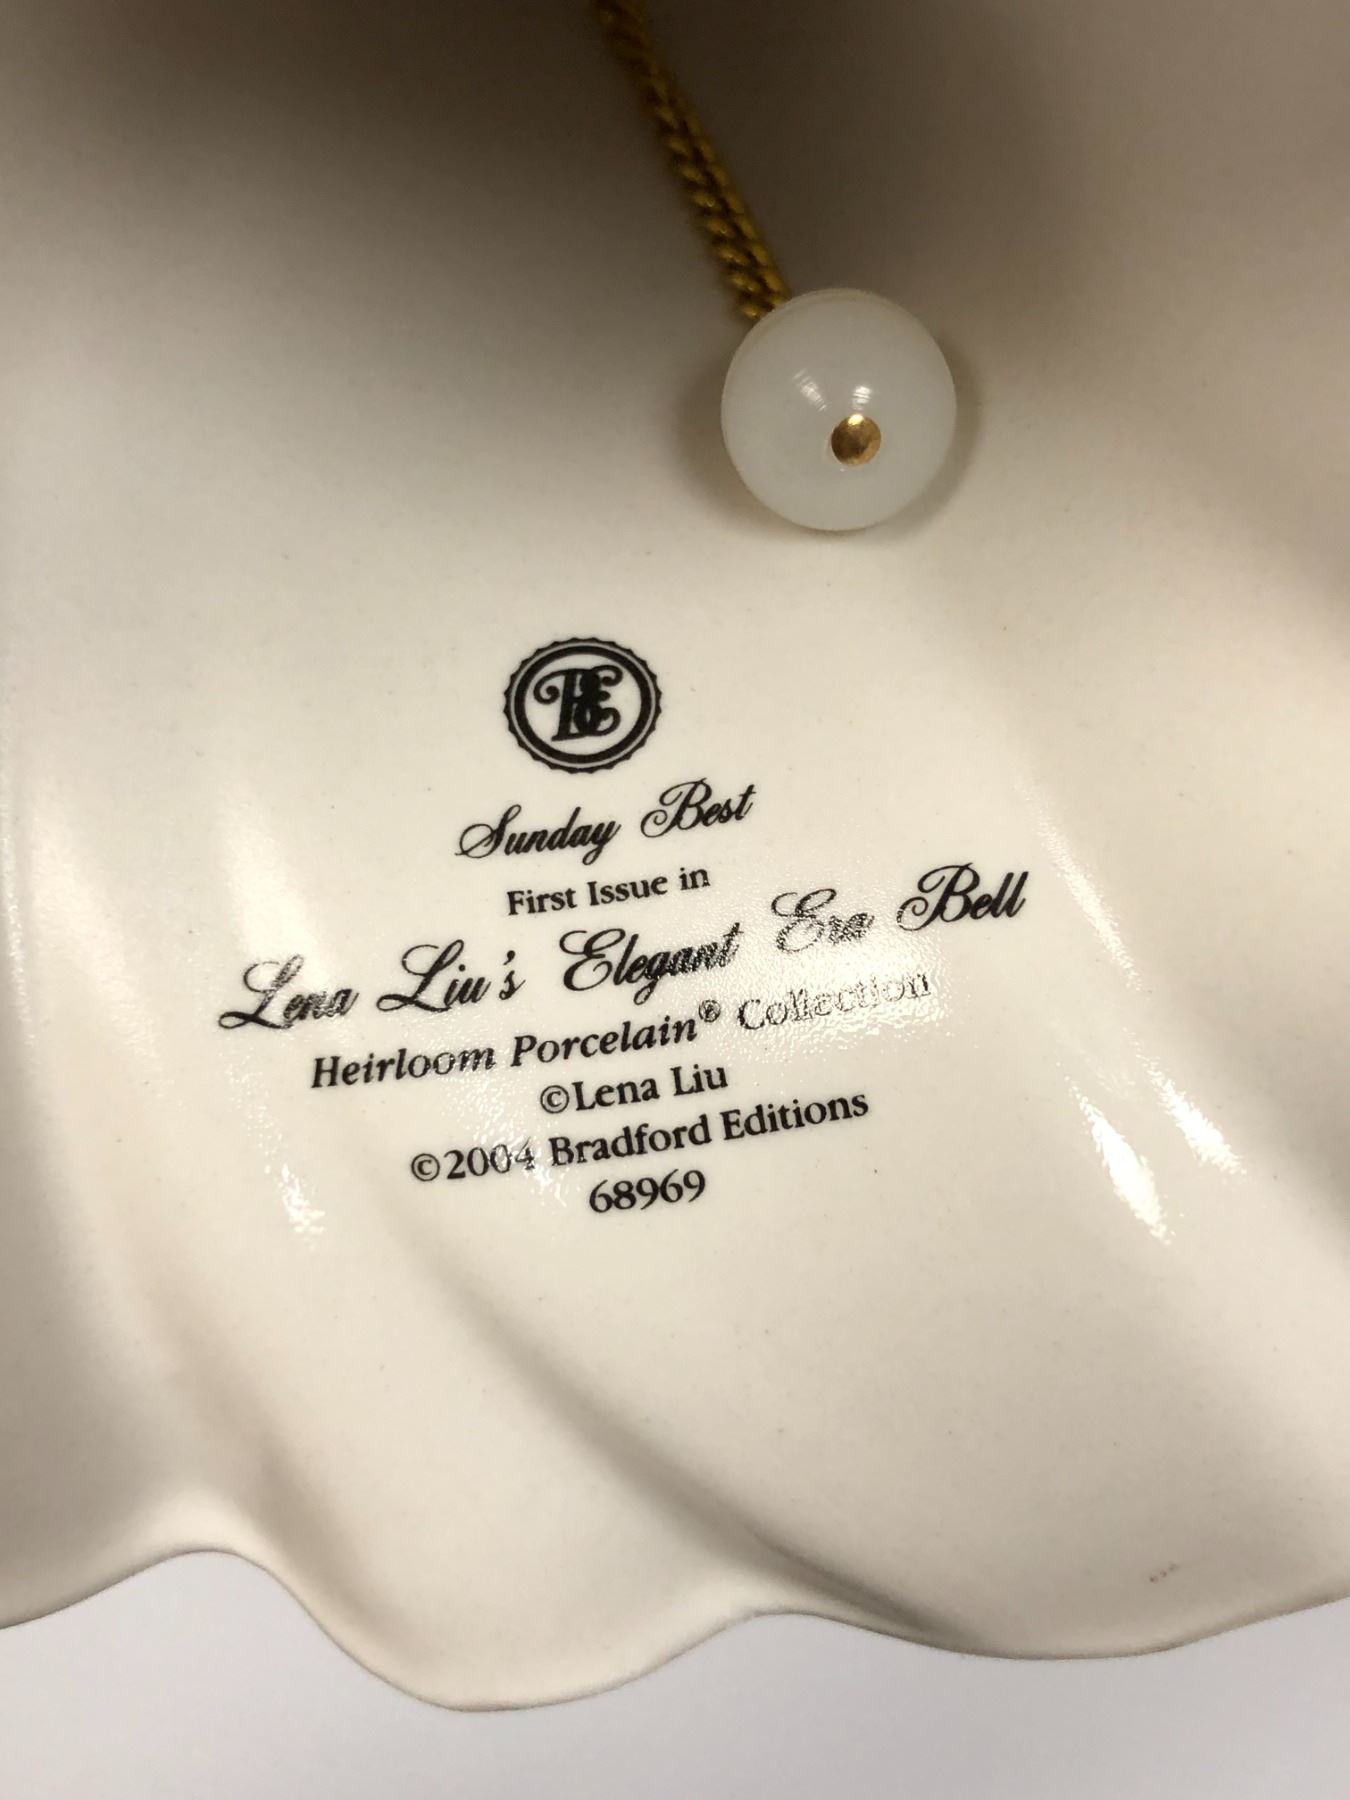 BE
Sunday Best
First Issue in
Lena Liu's Elegant Era Bell
Heirloom Porcelain® Collection
©Lena Liu
©2004 Bradford Editions
68969